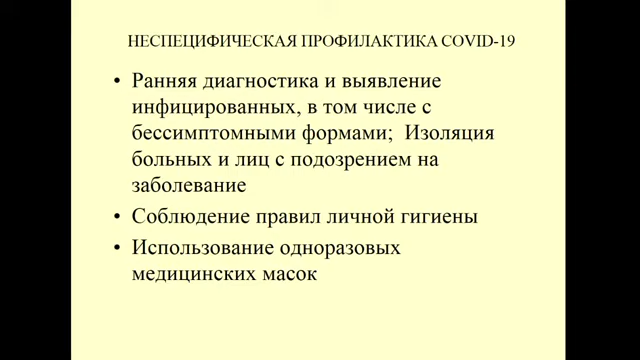 НЕСПЕЦИФИЧЕСКАЯ ПРОФИЛАКТИКА COVID-19
• Ранняя диагностика и выявление
инфицированных, в том числе с
бессимптомными формами;  Изоляция
больных и лиц с подозрением на
заболевание
• Соблюдение правил личной гигиены
• Использование одноразовых
медицинских масок